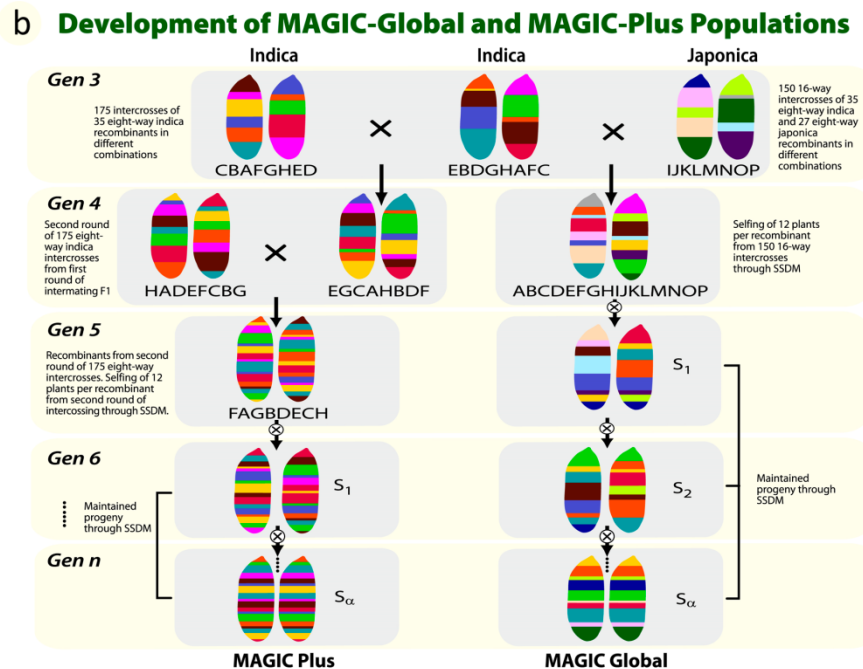 b Development of MAGIC-Global and MAGIC-Plus Populations
Indica
Indica
Japonica
Gen 3
175 intercrosses of
35 eight-way indica
recombinants in
different
combinations
150 16-way
intercrosses of 35
eight-way indica
and 27 eight-way
japonica
recombinants in
different
combinations
CBAFGHED
EBDGHAFC
IJKLMNOP
Gen 4
Second round
of 175 eight-
way indica
intercrosses
from first
round of
intermating F1
Selfing of 12 plants
per recombinant
from 150 16-way
intercrosses
through SSDM
HADEFCBG
EGCAHBDF
ABCDEFGHIJKLMNOP
Gen 5
Recombinants from second
round of 175 eight-way
intercrosses. Selfing of 12
plants per recombinant
from second round of
intercossing through SSDM.
S1
FAGBDECH
Gen 6
Maintained
progeny
through SSDM
S1
S2
Maintained
progeny through
SSDM
Gen n
Sα
Sα
MAGIC Plus
MAGIC Global